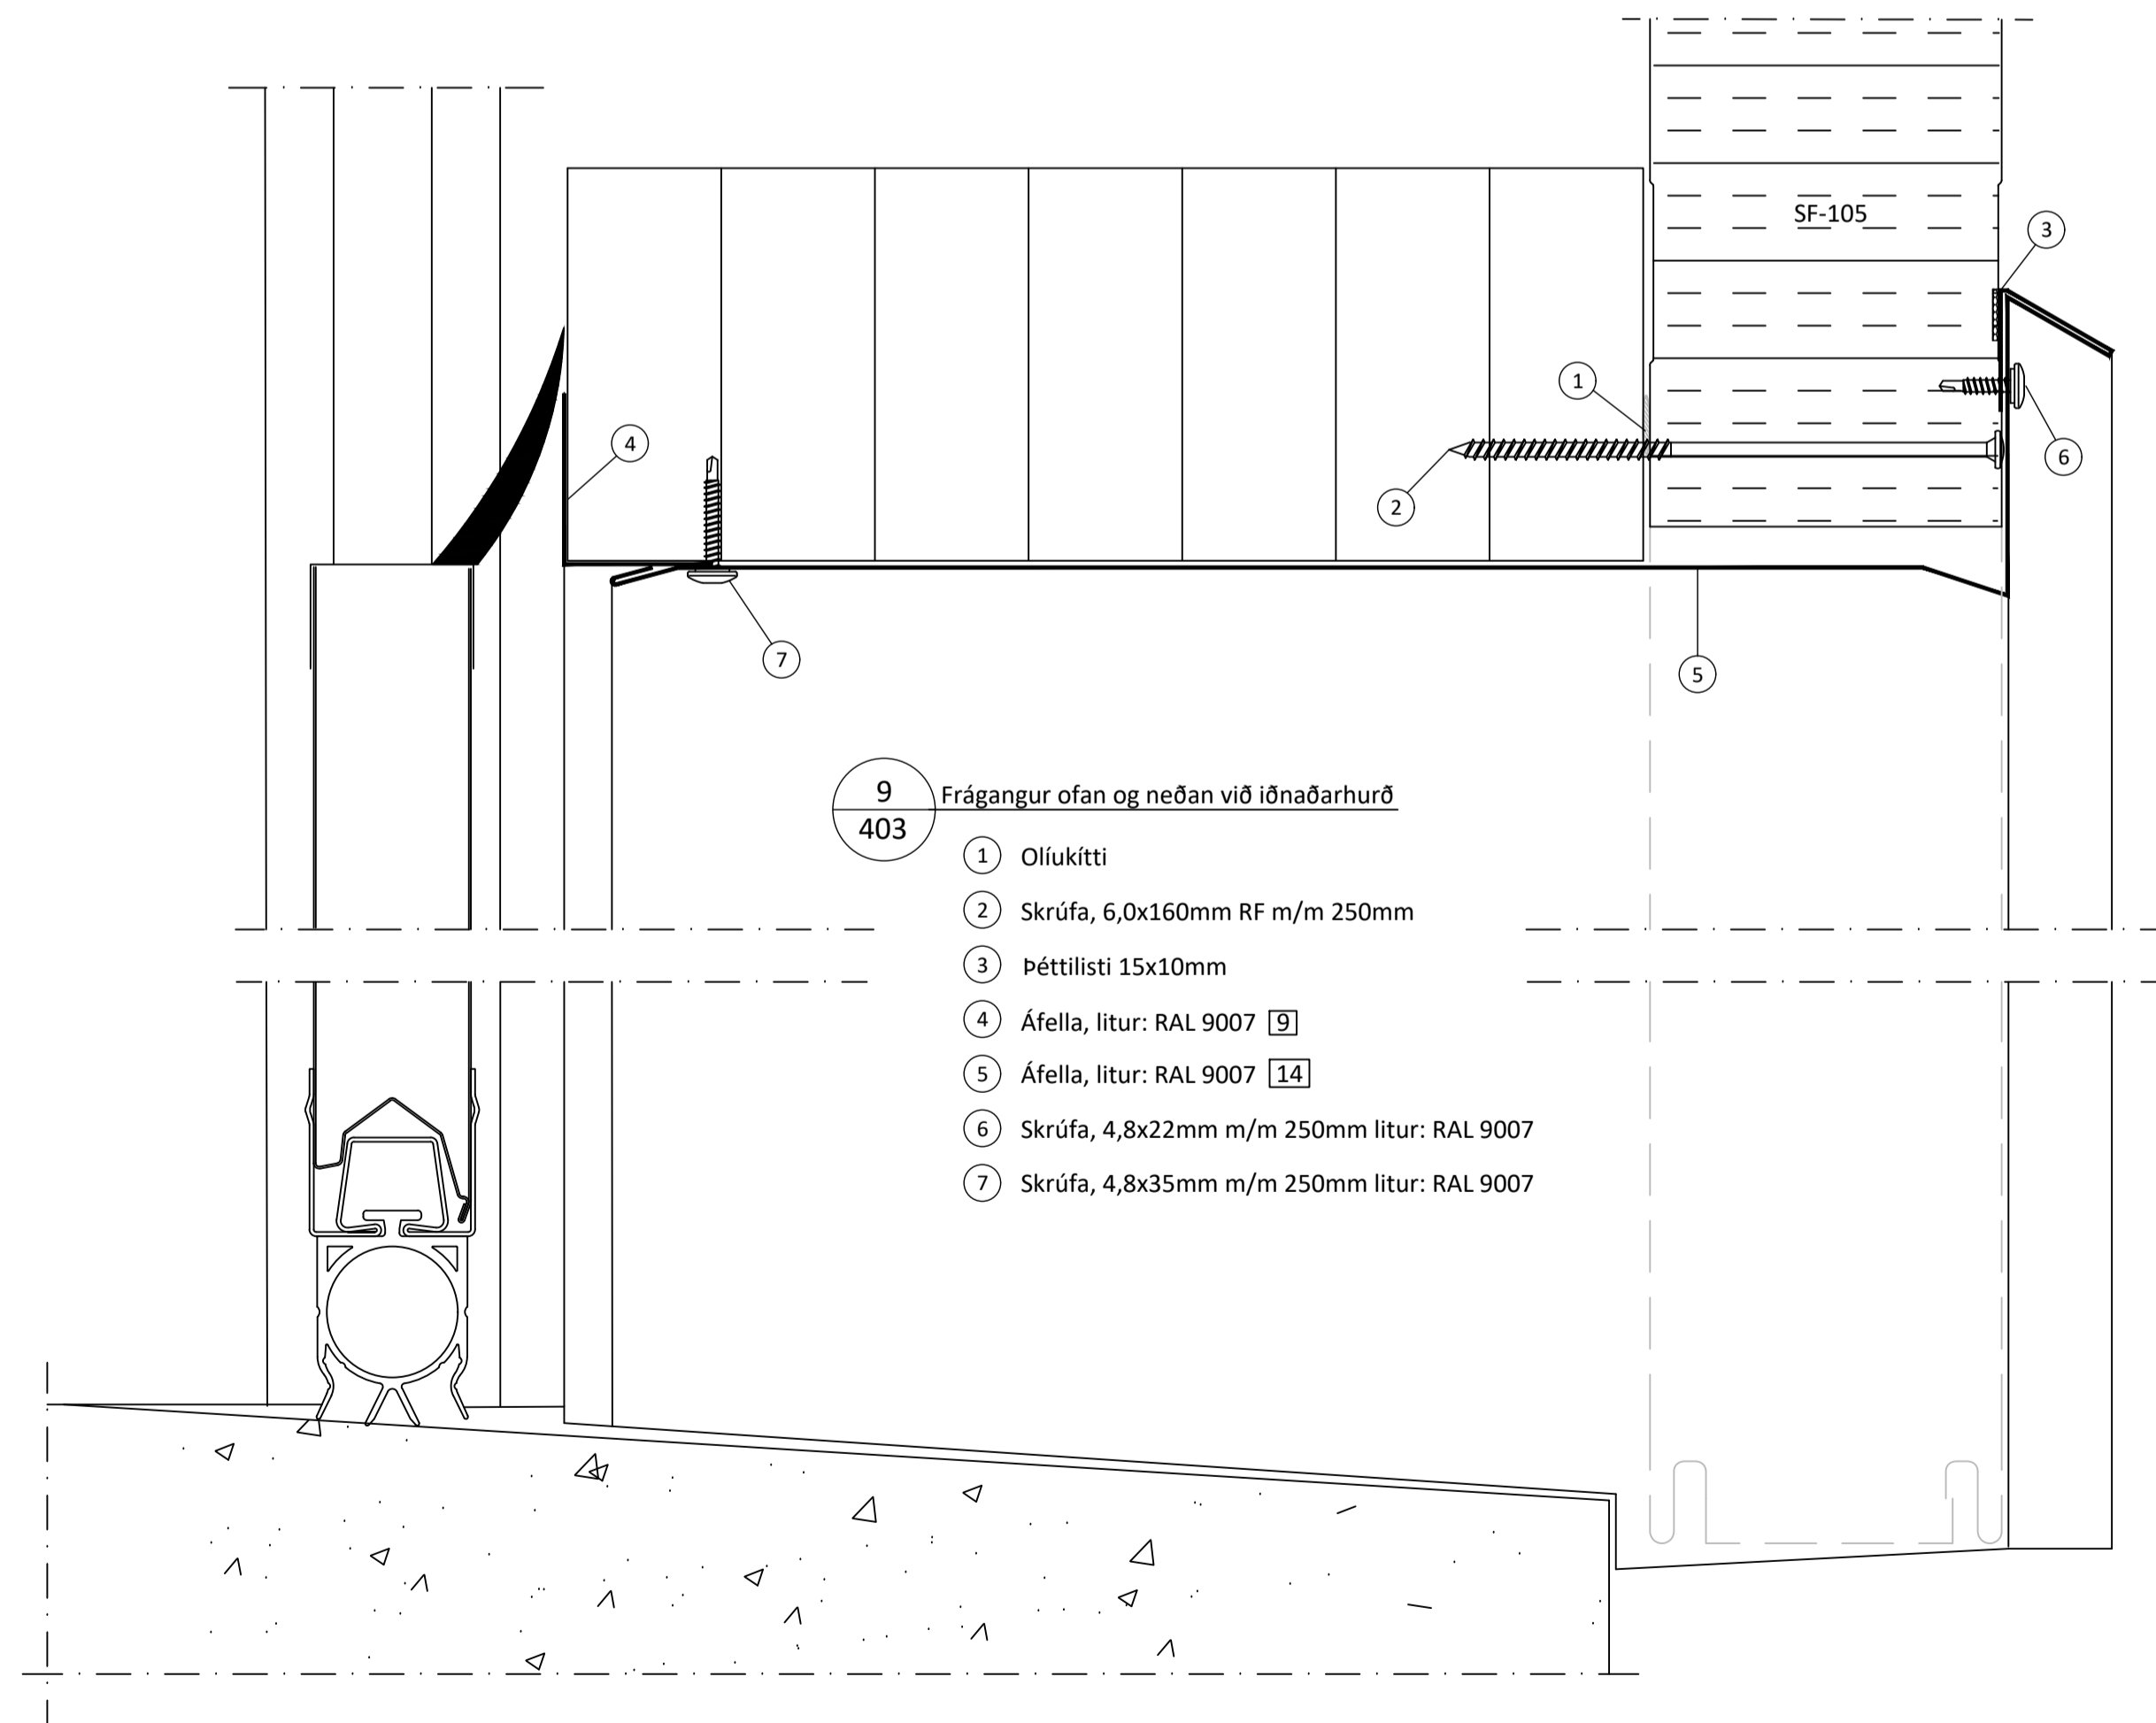 SF-105
3
1
4
6
2
7
5
9
Frágangur ofan og neðan við iðnaðarhurð
403
1 Olíukítti
2 Skrúfa, 6,0x160mm RF m/m 250mm
3 Þéttilisti 15x10mm
4 Áfella, litur: RAL 9007 9
5 Áfella, litur: RAL 9007 14
6 Skrúfa, 4,8x22mm m/m 250mm litur: RAL 9007
7 Skrúfa, 4,8x35mm m/m 250mm litur: RAL 9007